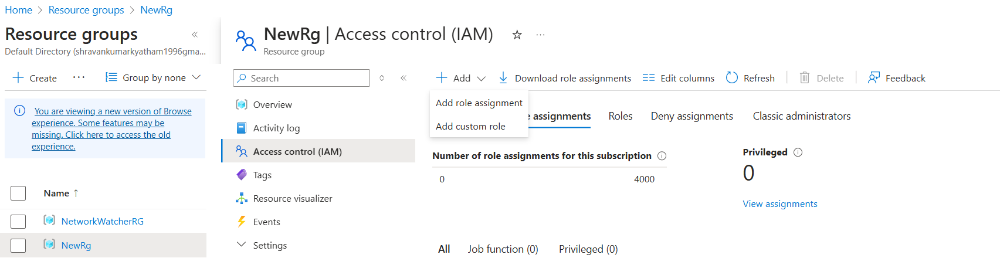 Home > Resource groups > NewRg
Resource groups
Default Directory (shravankumarkyatham1996gma...
Create
Group by none
You are viewing a new version of Browse
experience. Some features may be
missing. Click here to access the old
experience.
Name ↑
NetworkWatcherRG
NewRg
NewRg | Access control (IAM)
Resource group
Search
Overview
Activity log
Access control (IAM)
Tags
Resource visualizer
Events
Settings
Add
Download role assignments
Edit columns
Refresh
Delete
Feedback
Add role assignment
Add custom role
assignments
Roles
Deny assignments
Classic administrators
Number of role assignments for this subscription
0
4000
Privileged
0
View assignments
All
Job function (0)
Privileged (0)